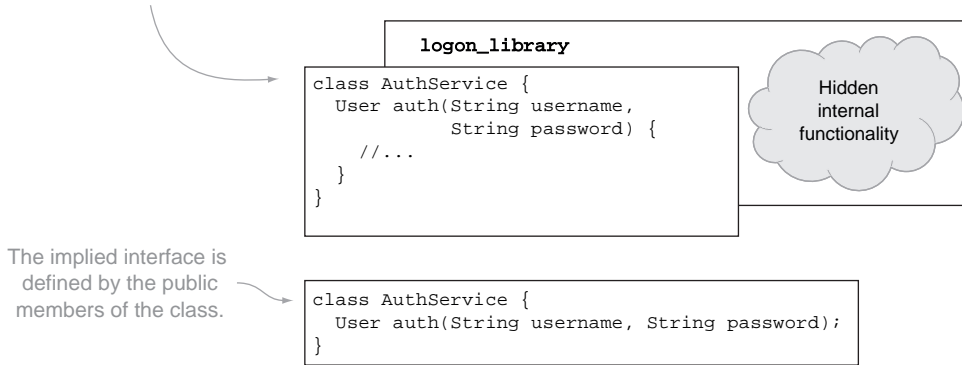 logon_library
class AuthService {
User auth(String username,
String password) {
//...
}
}
Hidden
internal
functionality
The implied interface is
defined by the public
members of the class.
class AuthService {
User auth(String username, String password);
}